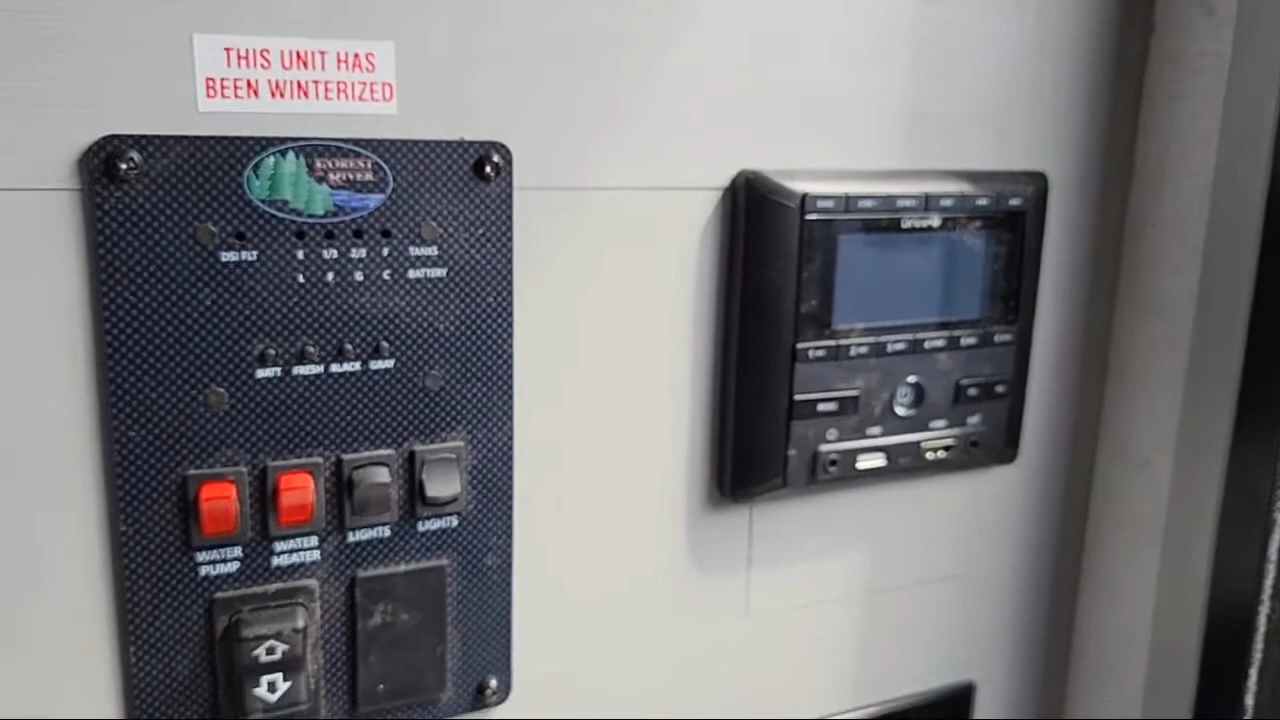 THIS UNIT HAS
BEEN WINTERIZED
FOREST
RIVER
DSI FLT
E 1/3 2/3 F TANKS
L F G C BATTERY
BATT FRESH BLACK GRAY
WATER
PUMP
WATER
HEATER
LIGHTS
LIGHTS